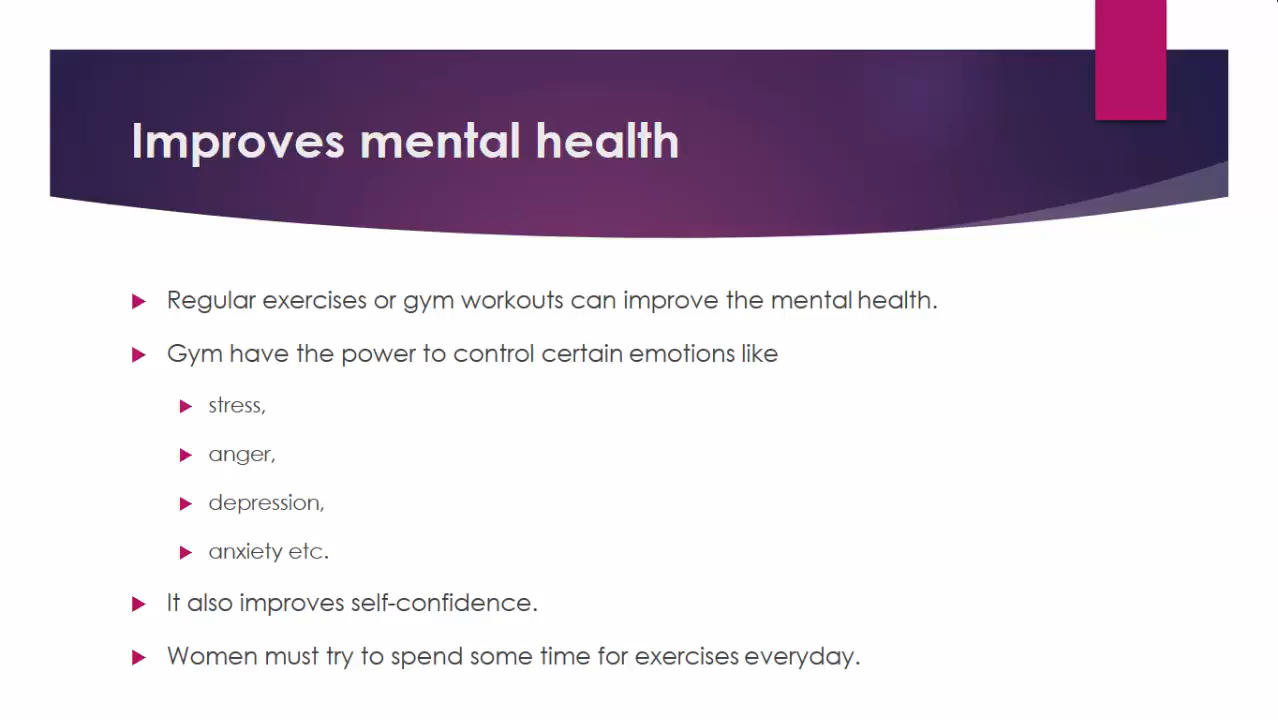 Improves mental health
Regular exercises or gym workouts can improve the mental health.
Gym have the power to control certain emotions like
stress,
anger,
depression,
anxiety etc.
It also improves self-confidence.
Women must try to spend some time for exercises everyday.